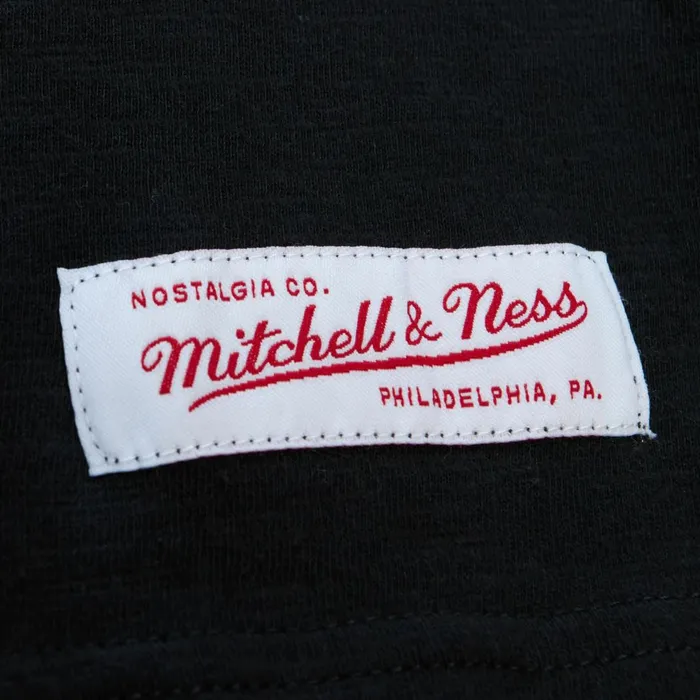 NOSTALGIA CO.
Mitchell & Ness
PHILADELPHIA, PA.